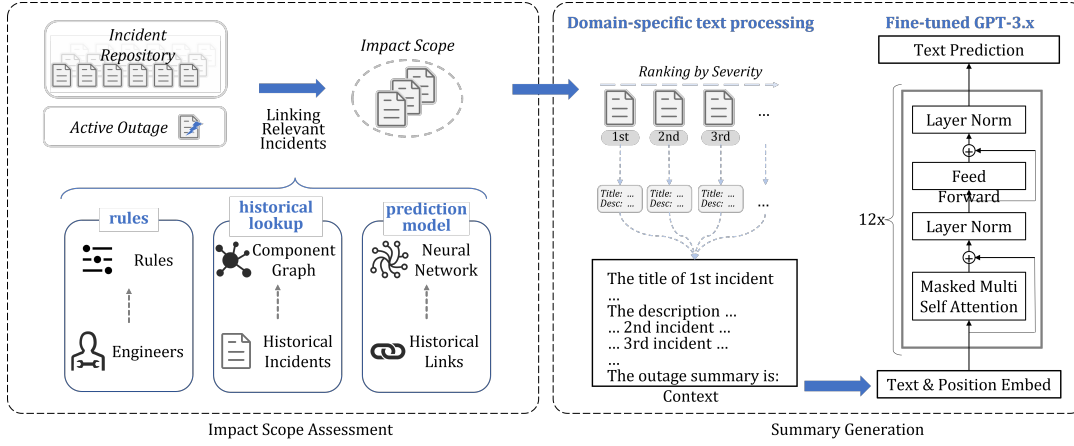 Incident
Repository
Active Outage
Linking
Relevant
Incidents
Impact Scope
rules
Rules
Engineers
historical
lookup
Component
Graph
Historical
Incidents
prediction
model
Neural
Network
Historical
Links
Impact Scope Assessment
Domain-specific text processing
Ranking by Severity
1st 2nd 3rd ...
Title: ...
Desc: ...
Title: ...
Desc: ...
Title: ...
Desc: ...
...
The title of 1st incident
...
The description ...
... 2nd incident ...
... 3rd incident ...
...
The outage summary is:
Context
Fine-tuned GPT-3.x
Text Prediction
Layer Norm
Feed
Forward
12x
Layer Norm
Masked Multi
Self Attention
Text & Position Embed
Summary Generation